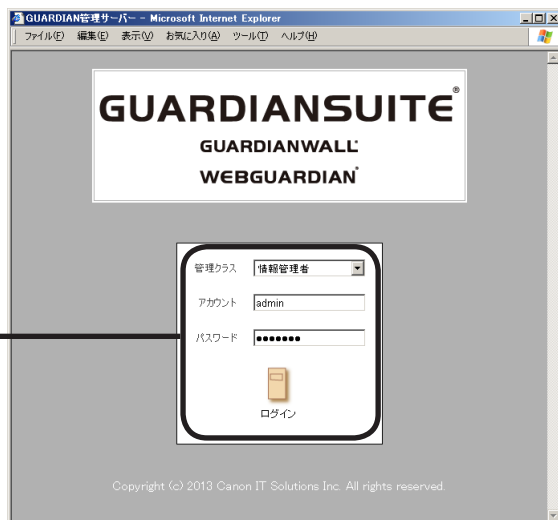 GUARDIAN管理サーバー - Microsoft Internet Explorer
ファイル(F) 編集(E) 表示(V) お気に入り(A) ツール(T) ヘルプ(H)
GUARDIANSUITE®
GUARDIANWALL
WEBGUARDIAN
管理クラス 情報管理者
アカウント admin
パスワード ●●●●●●●
ログイン
Copyright (c) 2013 Canon IT Solutions Inc. All rights reserved.